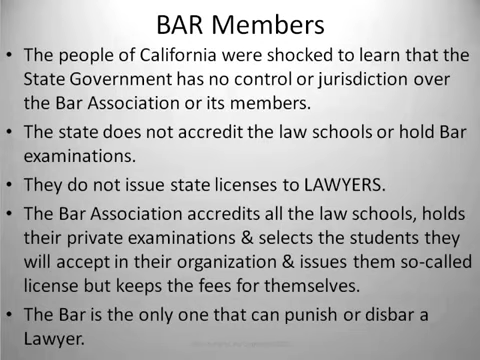 BAR Members
• The people of California were shocked to learn that the
State Government has no control or jurisdiction over
the Bar Association or its members.
• The state does not accredit the law schools or hold Bar
examinations.
• They do not issue state licenses to LAWYERS.
• The Bar Association accredits all the law schools, holds
their private examinations & selects the students they
will accept in their organization & issues them so-called
license but keeps the fees for themselves.
• The Bar is the only one that can punish or disbar a
Lawyer.